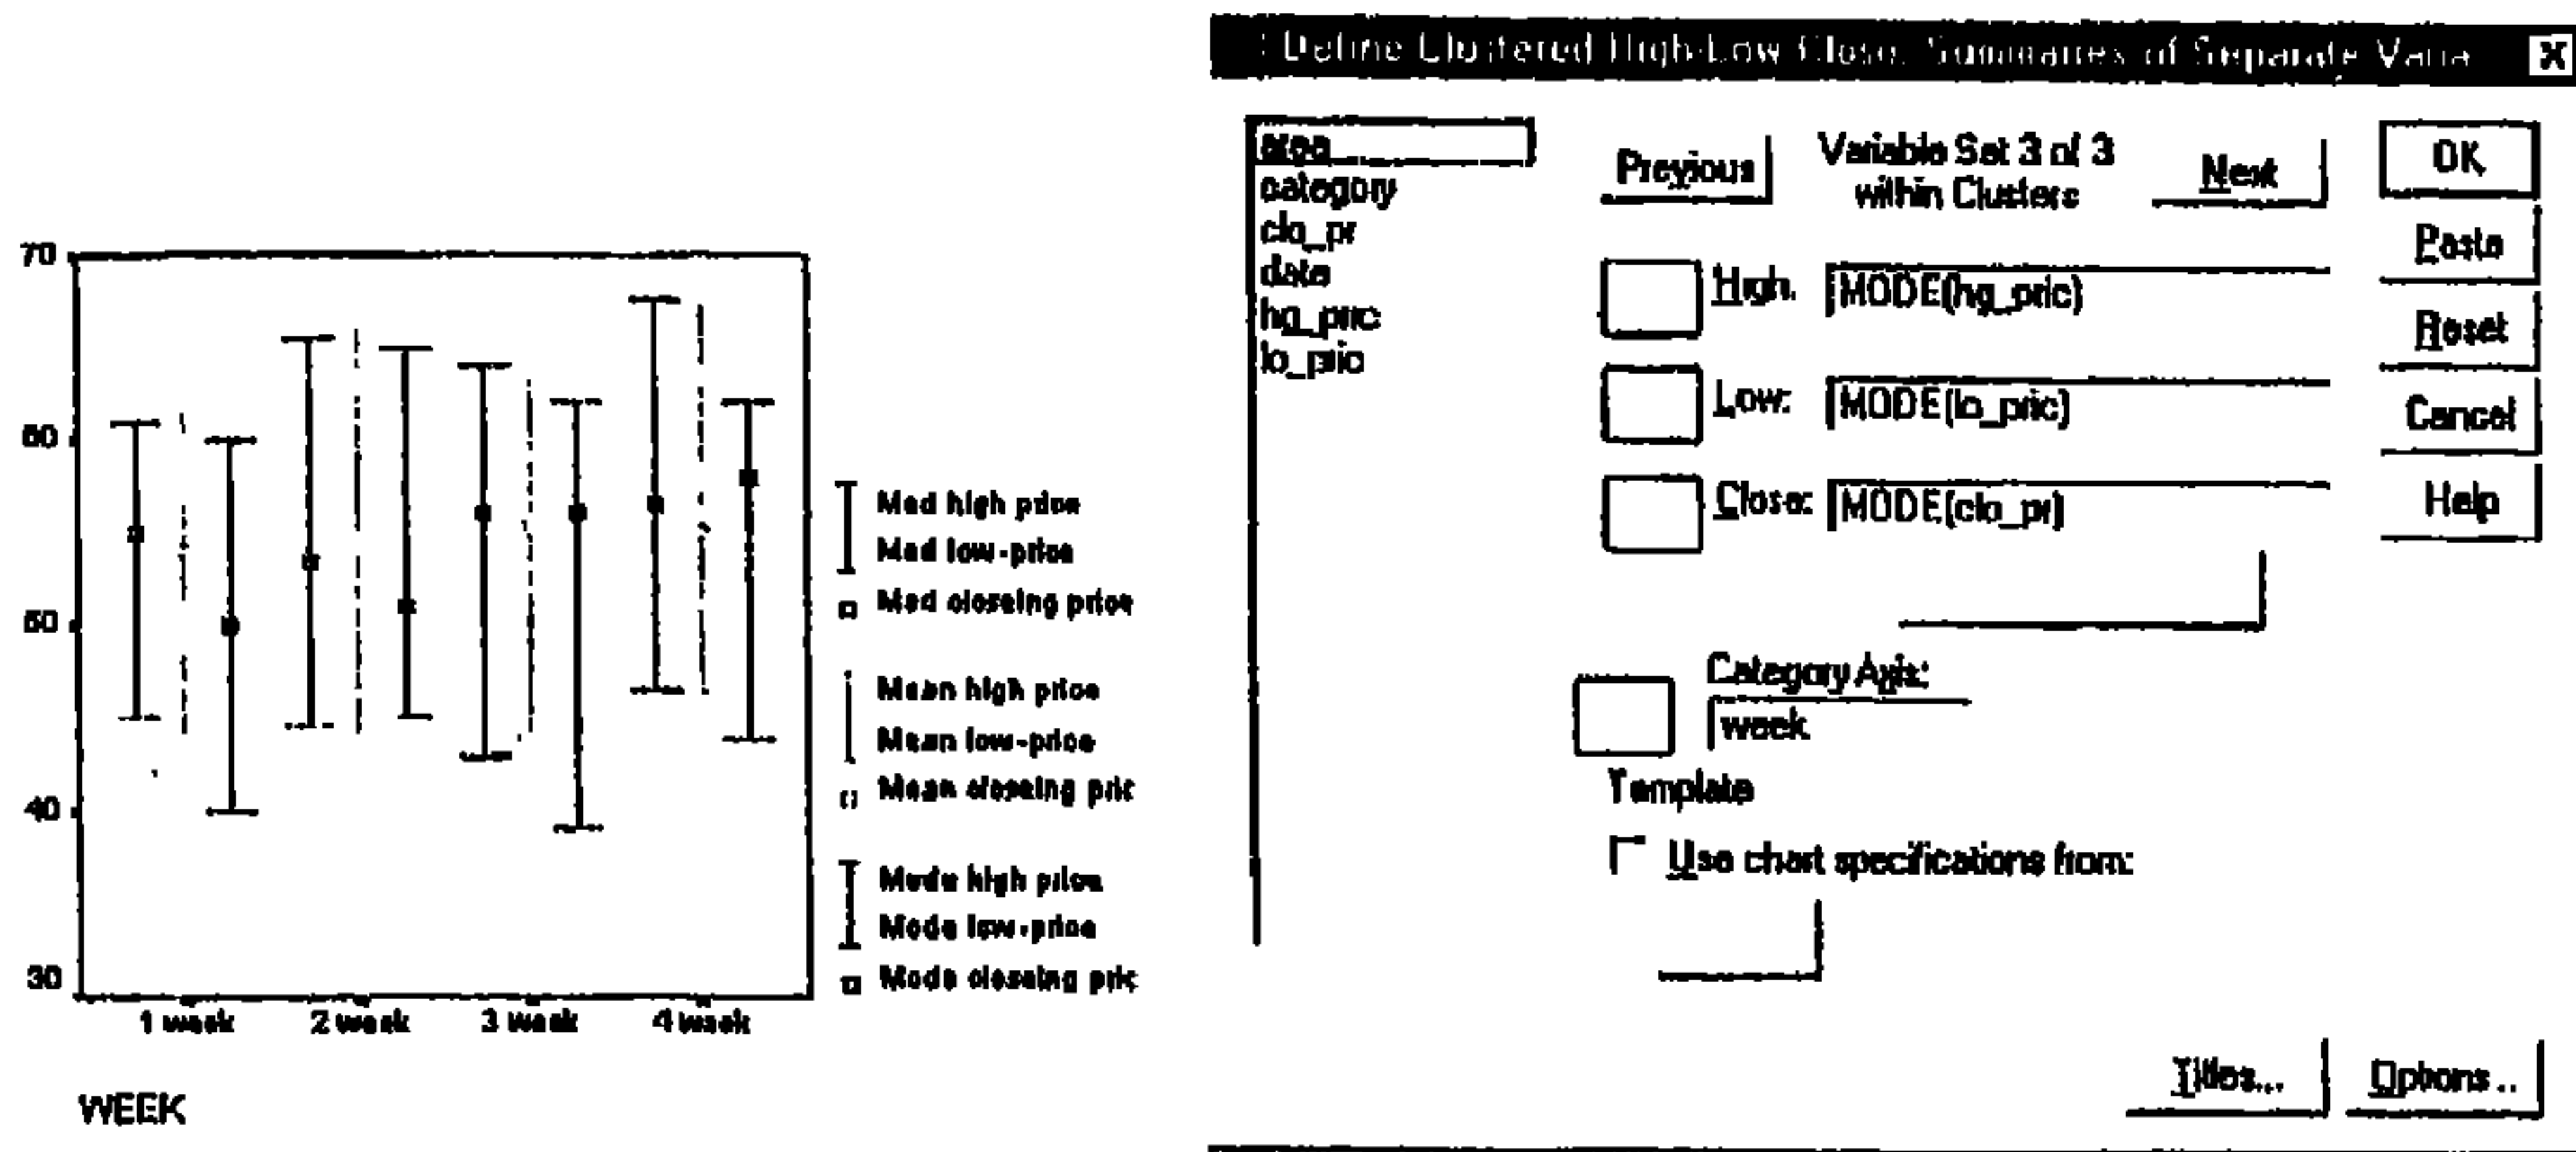 70
60
50
40
30
1 week
2 week
3 week
4 week
WEEK
Med high price
Med low-price
Med closeing price
Mean high price
Mean low-price
Mean closeing pric
Mode high price
Mode low-price
Mode closeing pric
Define Clustered High-Low Close: Summaries of Separate Varia
area
category
clo_pr
date
hg_pric
lo_pric
Previous
Variable Set 3 of 3
within Clusters
Next
High:
MODE(hg_pric)
Low:
MODE(lo_pric)
Close:
MODE(clo_pr)
Category Axis:
week
Template
Use chart specifications from:
OK
Paste
Reset
Cancel
Help
Titles...
Options..